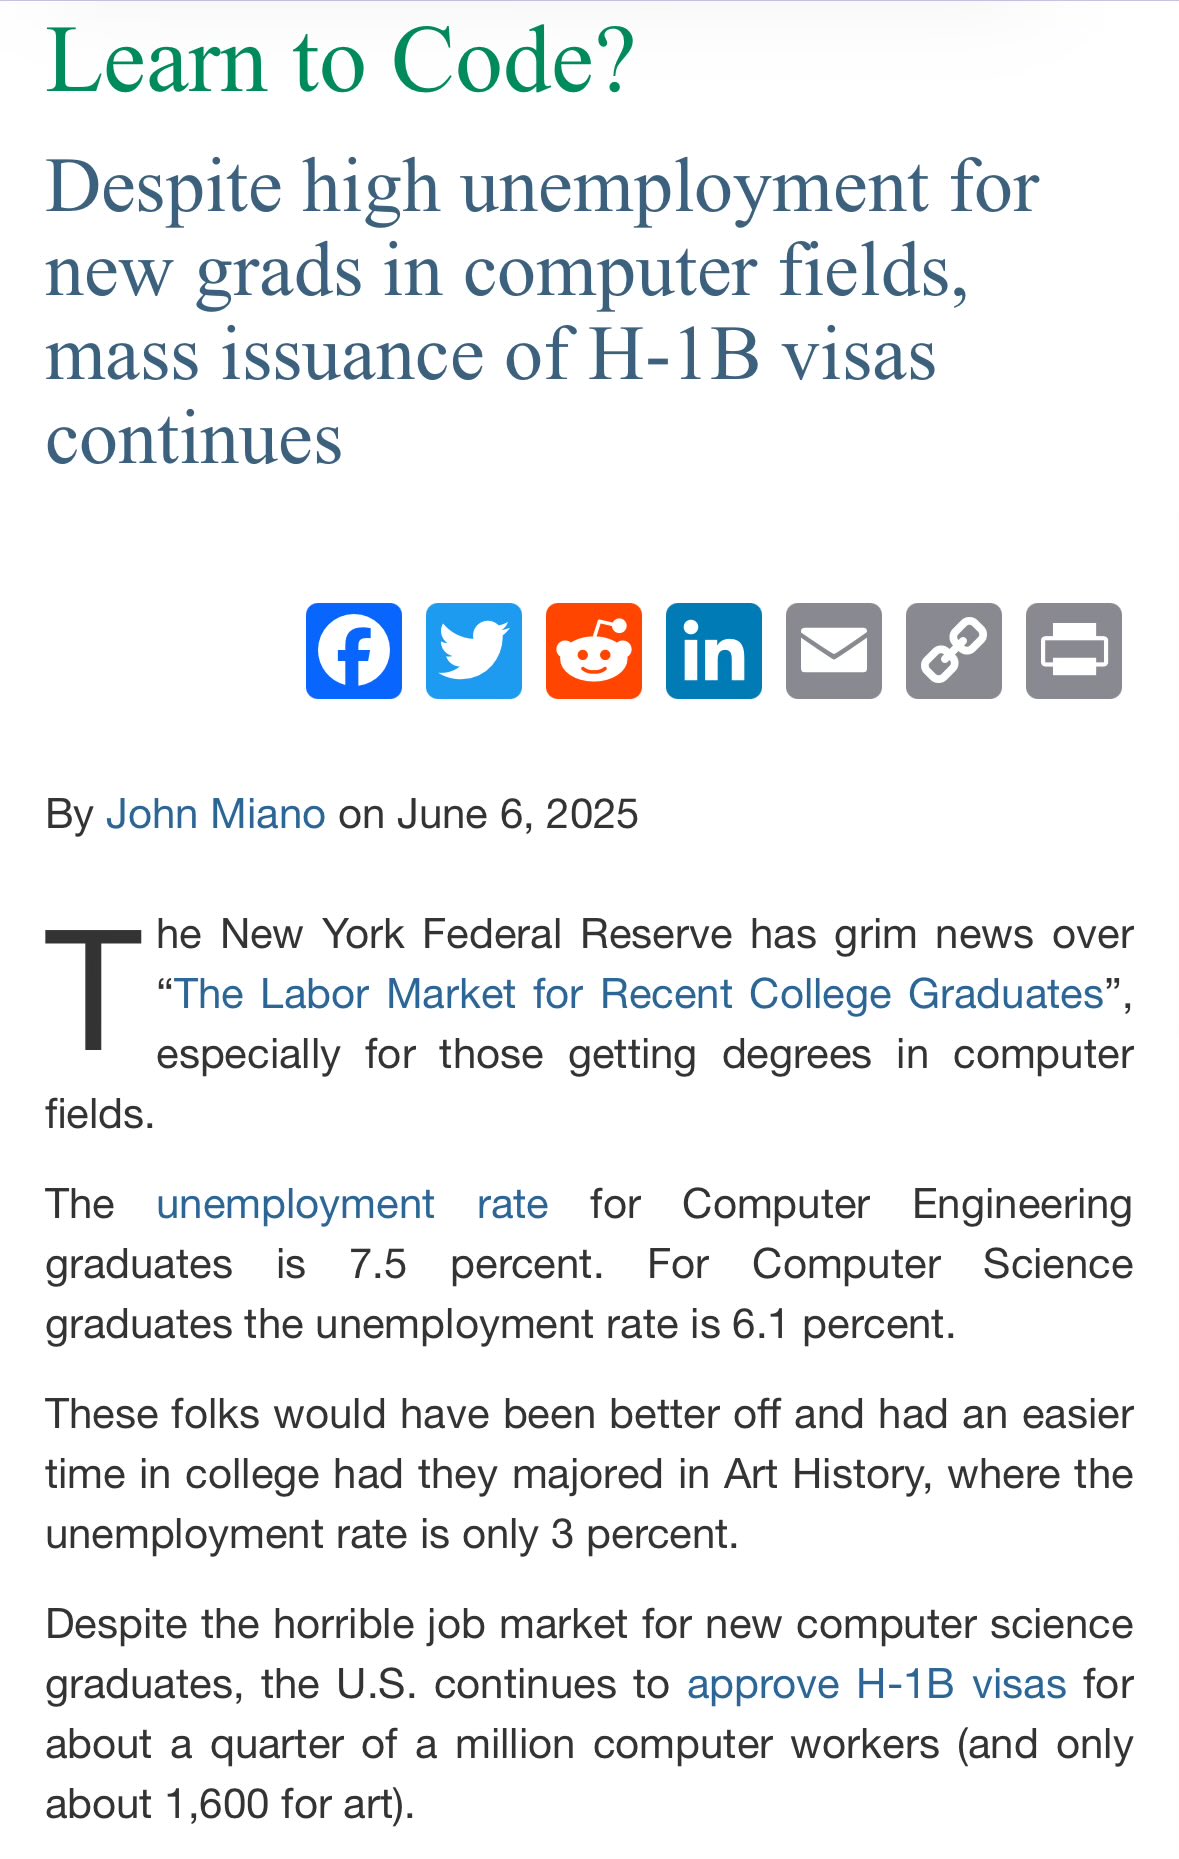 Learn to Code?
Despite high unemployment for
new grads in computer fields,
mass issuance of H-1B visas
continues
By John Miano on June 6, 2025
The New York Federal Reserve has grim news over
“The Labor Market for Recent College Graduates”,
especially for those getting degrees in computer
fields.
The unemployment rate for Computer Engineering
graduates is 7.5 percent. For Computer Science
graduates the unemployment rate is 6.1 percent.
These folks would have been better off and had an easier
time in college had they majored in Art History, where the
unemployment rate is only 3 percent.
Despite the horrible job market for new computer science
graduates, the U.S. continues to approve H-1B visas for
about a quarter of a million computer workers (and only
about 1,600 for art).